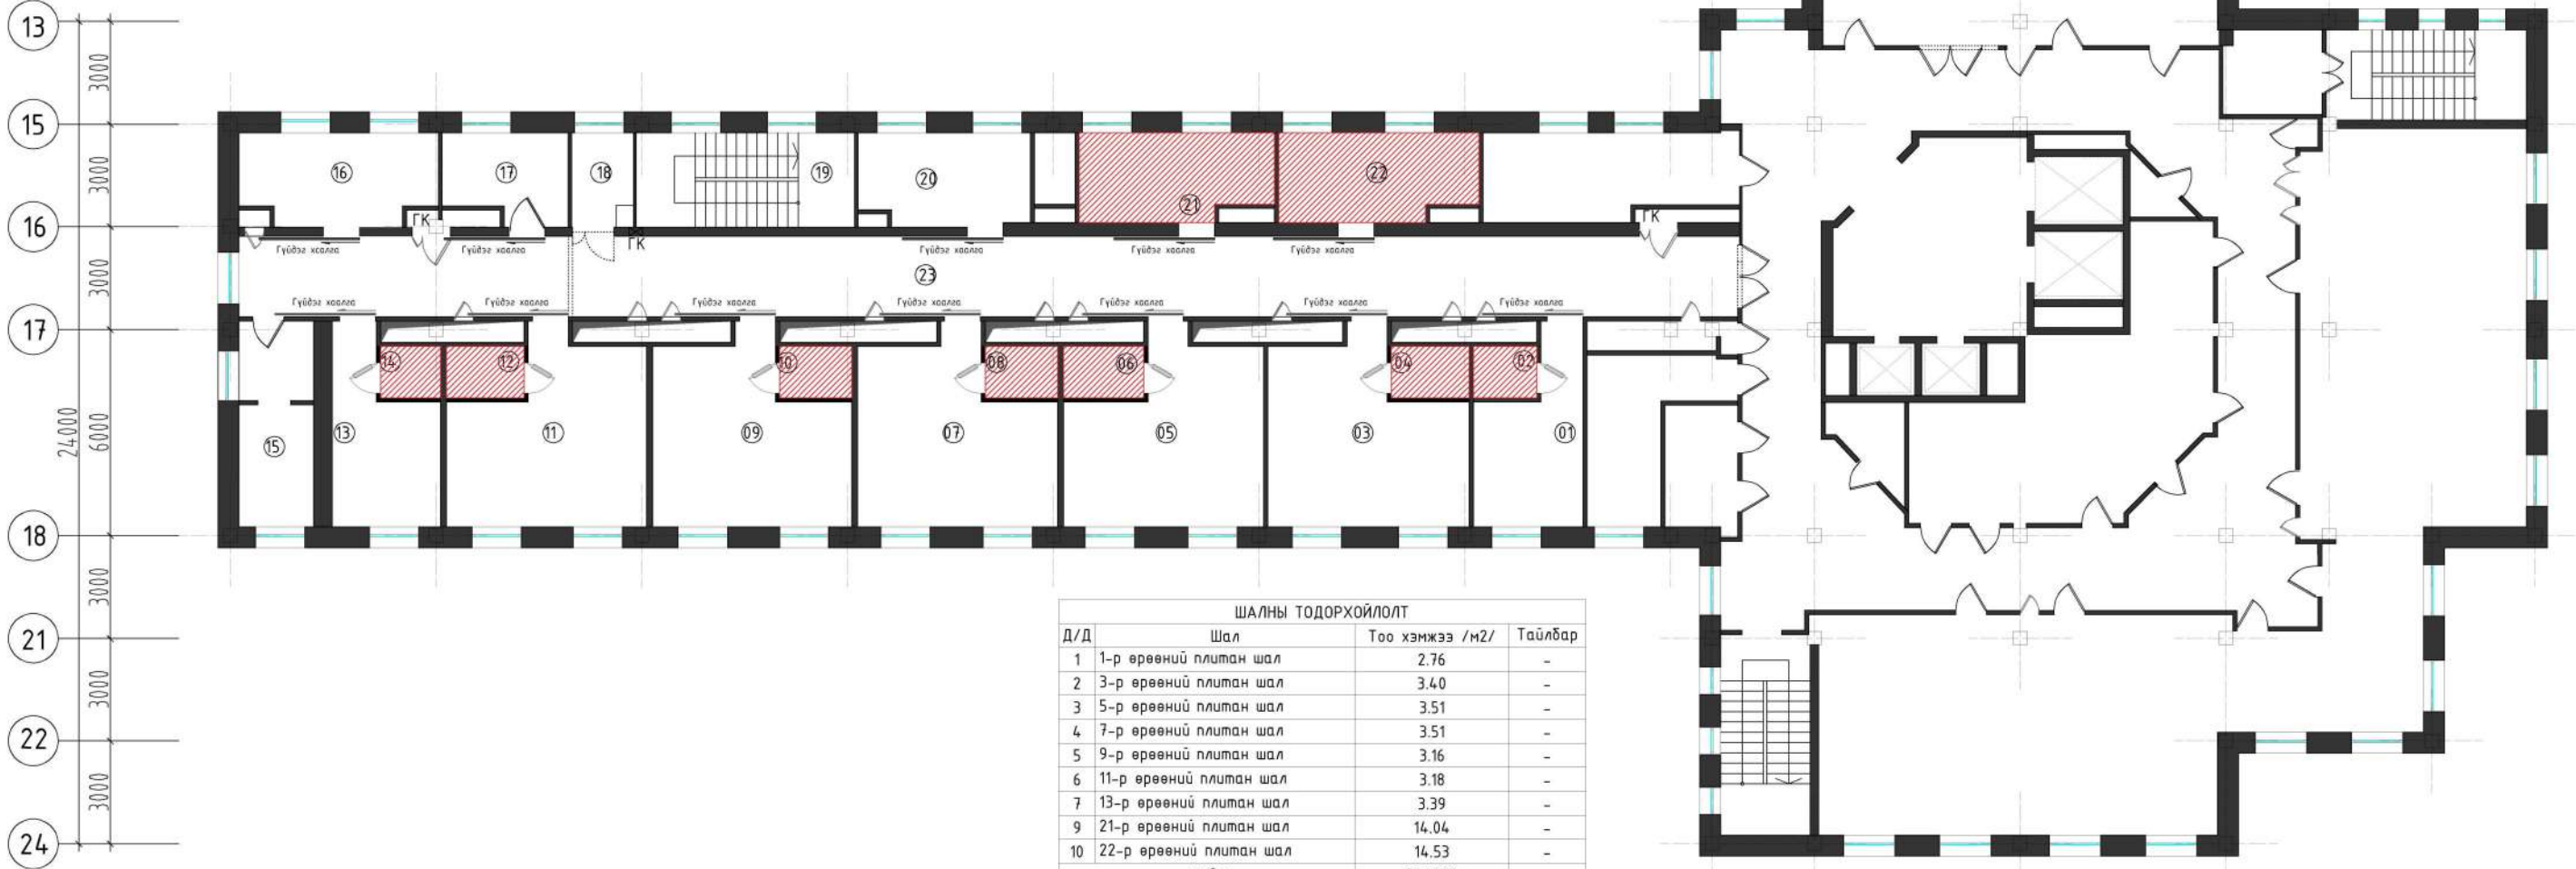 13
3000
15
3000
16
3000
17
24000
6000
18
3000
21
3000
22
3000
24
16
17
18
19
20
21
22
ГК
ГК
ГК
Гүйдэг хаалга
Гүйдэг хаалга
Гүйдэг хаалга
Гүйдэг хаалга
Гүйдэг хаалга
23
Гүйдэг хаалга
Гүйдэг хаалга
Гүйдэг хаалга
Гүйдэг хаалга
Гүйдэг хаалга
Гүйдэг хаалга
Гүйдэг хаалга
14
12
10
08
06
04
02
15
13
11
09
07
05
03
01
ШАЛНЫ ТОДОРХОЙЛОЛТ
Д/Д Шал Тоо хэмжээ /м2/ Тайлбар
1 1-р өрөөний плитан шал 2.76 -
2 3-р өрөөний плитан шал 3.40 -
3 5-р өрөөний плитан шал 3.51 -
4 7-р өрөөний плитан шал 3.51 -
5 9-р өрөөний плитан шал 3.16 -
6 11-р өрөөний плитан шал 3.18 -
7 13-р өрөөний плитан шал 3.39 -
9 21-р өрөөний плитан шал 14.04 -
10 22-р өрөөний плитан шал 14.53 -